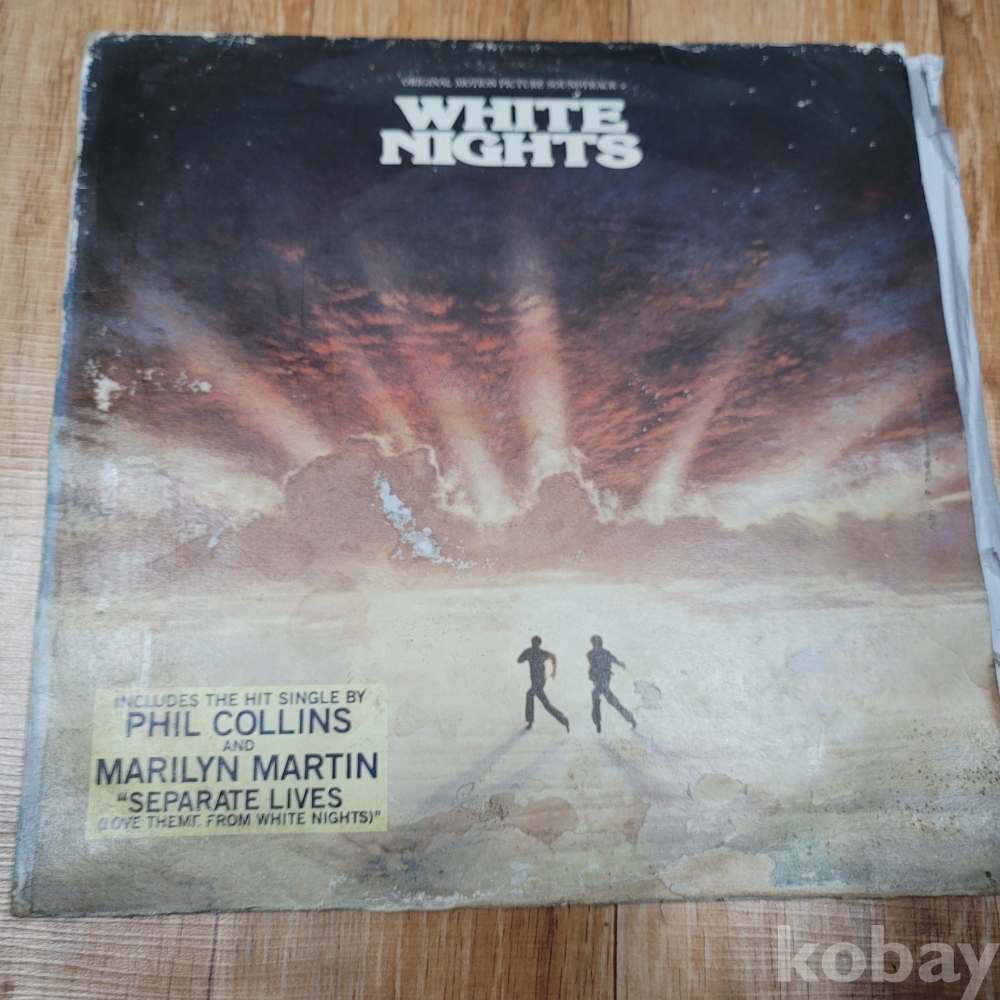 ORIGINAL MOTION PICTURE SOUNDTRACK
WHITE
NIGHTS
INCLUDES THE HIT SINGLE BY
PHIL COLLINS
AND
MARILYN MARTIN
"SEPARATE LIVES
(LOVE THEME FROM WHITE NIGHTS)"
kobay